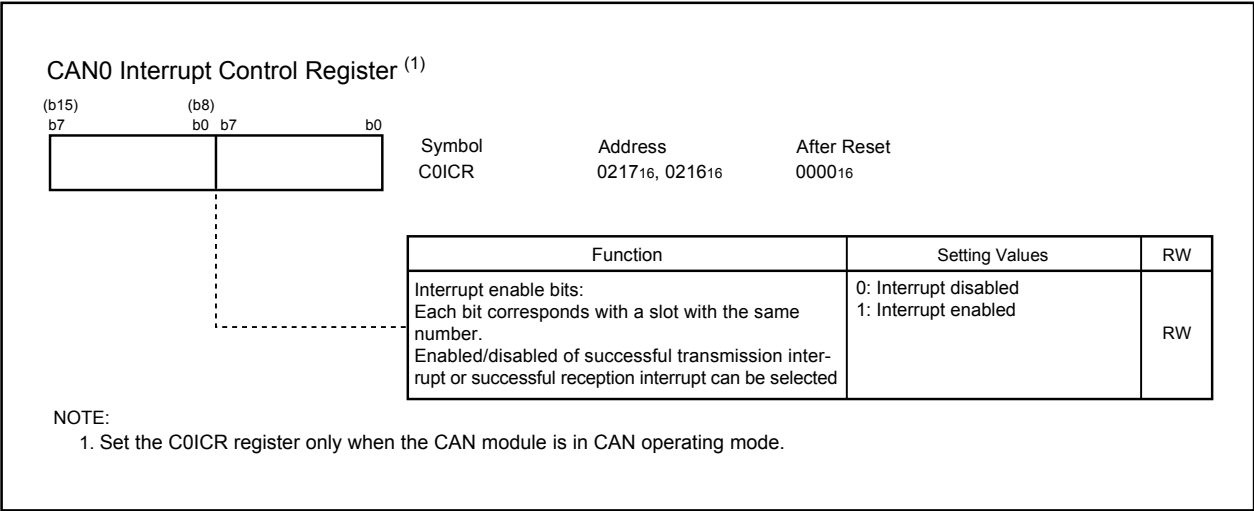 CAN0 Interrupt Control Register (1)
(b15) (b8)
b7 b0 b7 b0
Symbol Address After Reset
C0ICR 021716, 021616 000016
Function Setting Values RW
Interrupt enable bits: 0: Interrupt disabled
Each bit corresponds with a slot with the same 1: Interrupt enabled
number.
RW
Enabled/disabled of successful transmission inter-
rupt or successful reception interrupt can be selected
NOTE:
1. Set the C0ICR register only when the CAN module is in CAN operating mode.